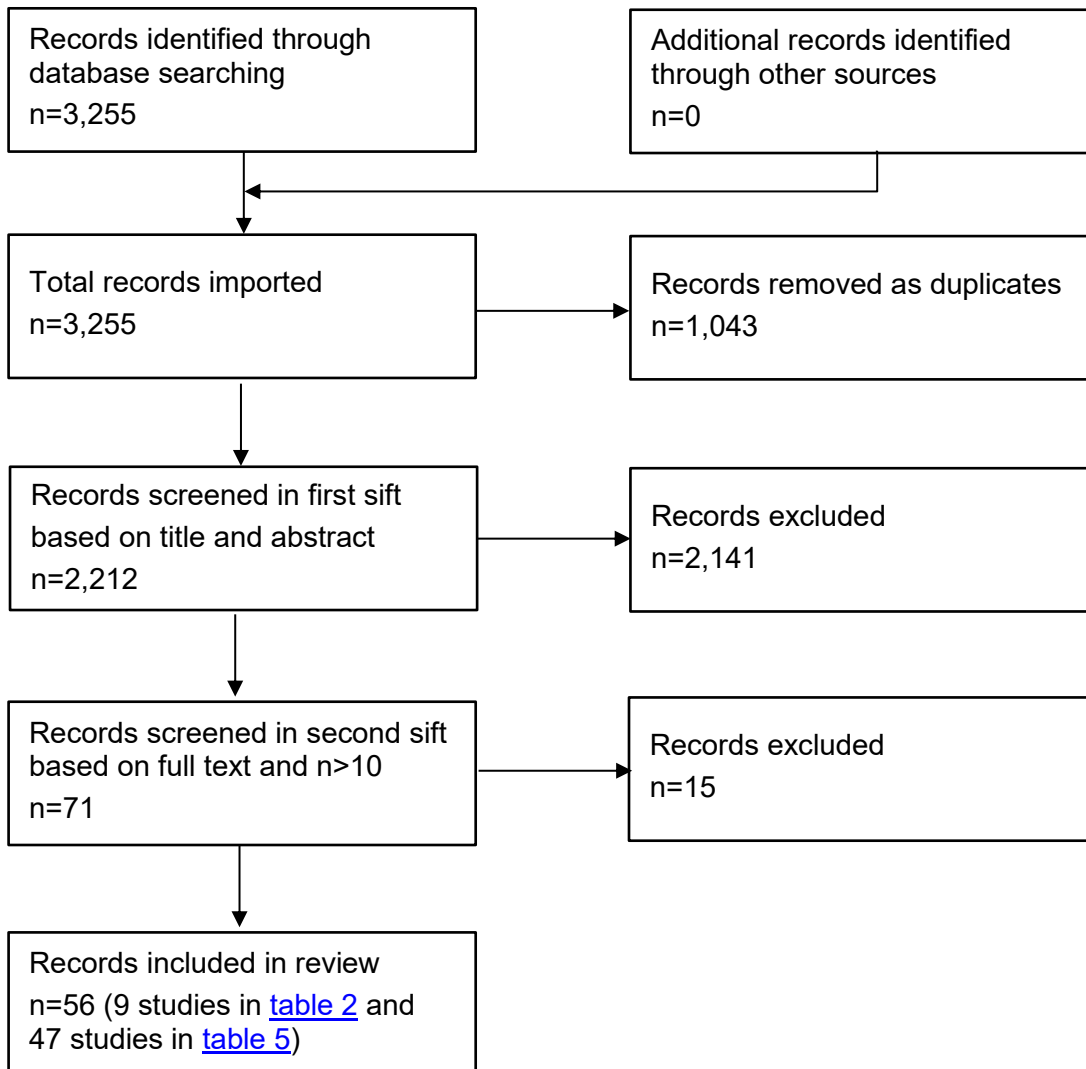 Records identified through
database searching
n=3,255
Additional records identified
through other sources
n=0
Total records imported
n=3,255
Records removed as duplicates
n=1,043
Records screened in first sift
based on title and abstract
n=2,212
Records excluded
n=2,141
Records screened in second sift
based on full text and n>10
n=71
Records excluded
n=15
Records included in review
n=56 (9 studies in table 2 and
47 studies in table 5)